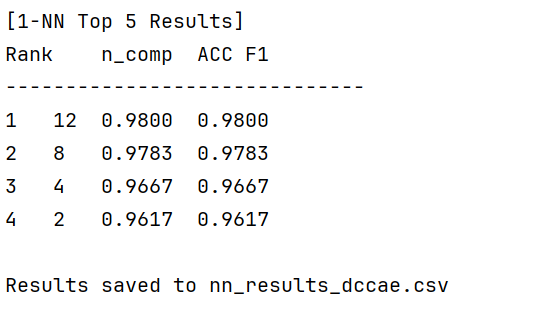 [1-NN Top 5 Results]
Rank    n_comp  ACC F1
------------------------------
1   12  0.9800  0.9800
2   8   0.9783  0.9783
3   4   0.9667  0.9667
4   2   0.9617  0.9617
Results saved to nn_results_dccae.csv